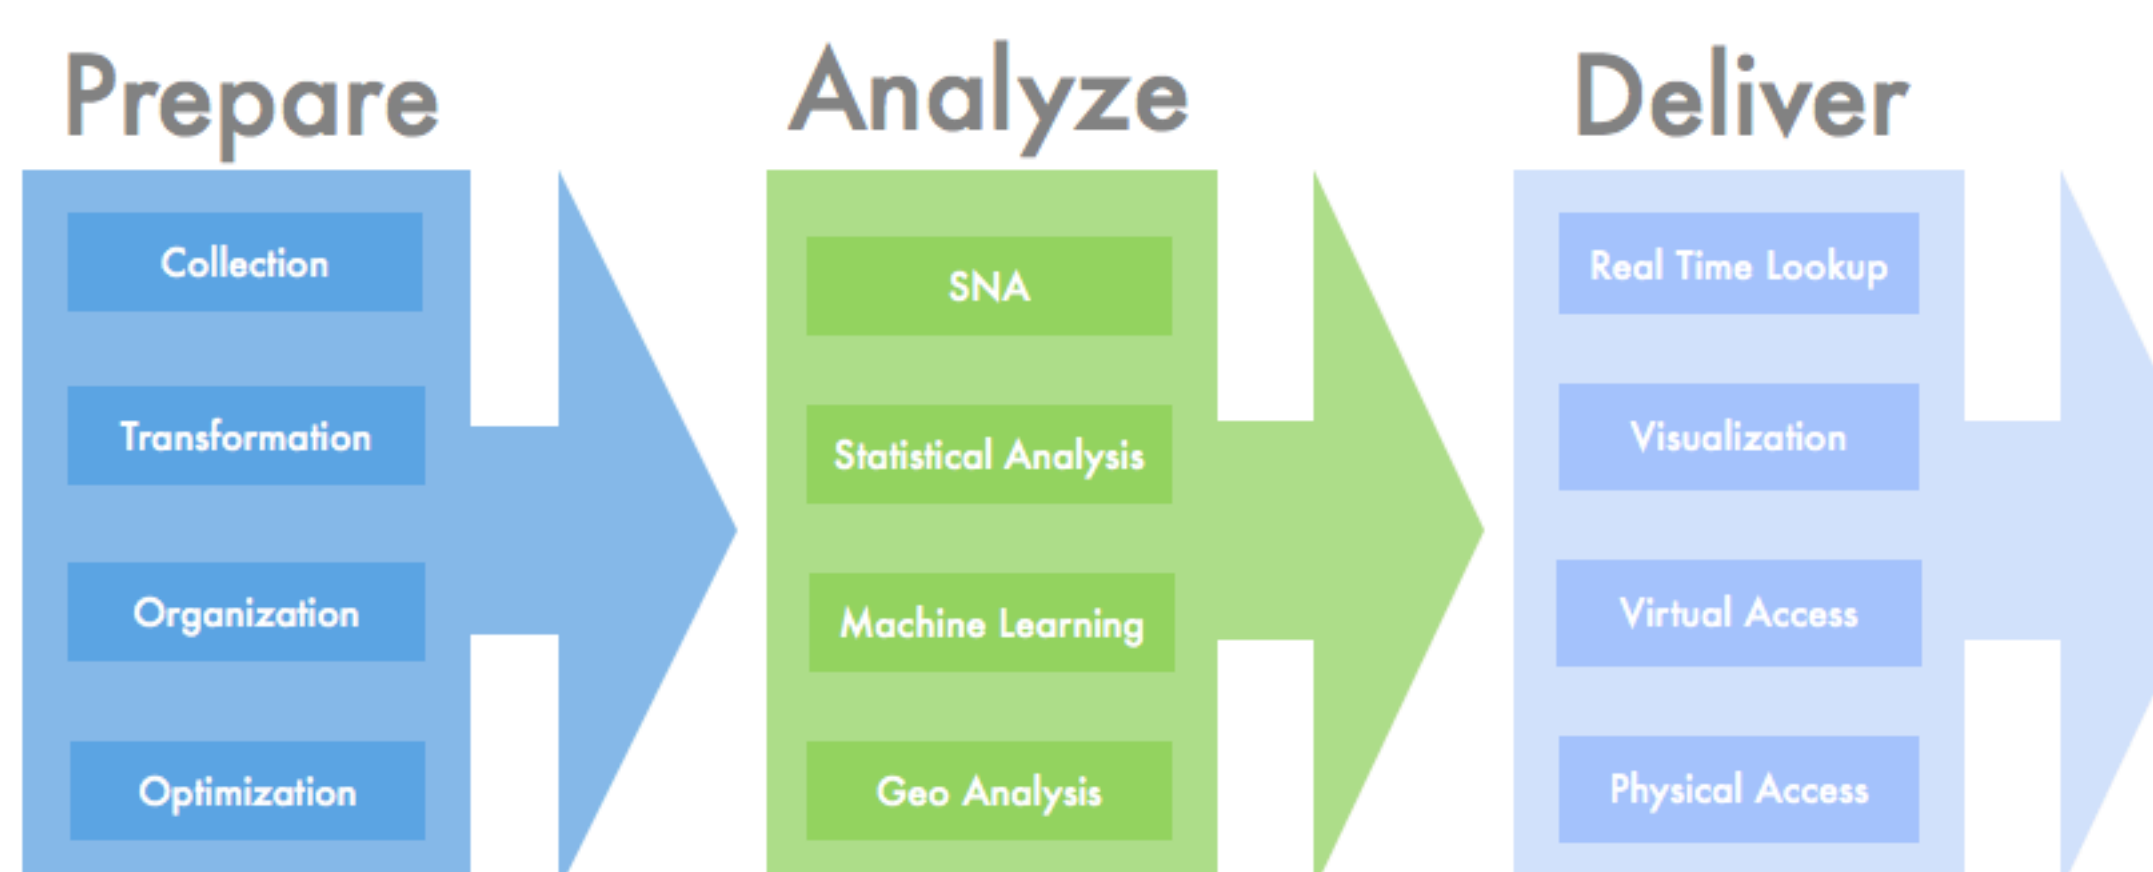 Prepare
Collection
Transformation
Organization
Optimization
Analyze
SNA
Statistical Analysis
Machine Learning
Geo Analysis
Deliver
Real Time Lookup
Visualization
Virtual Access
Physical Access